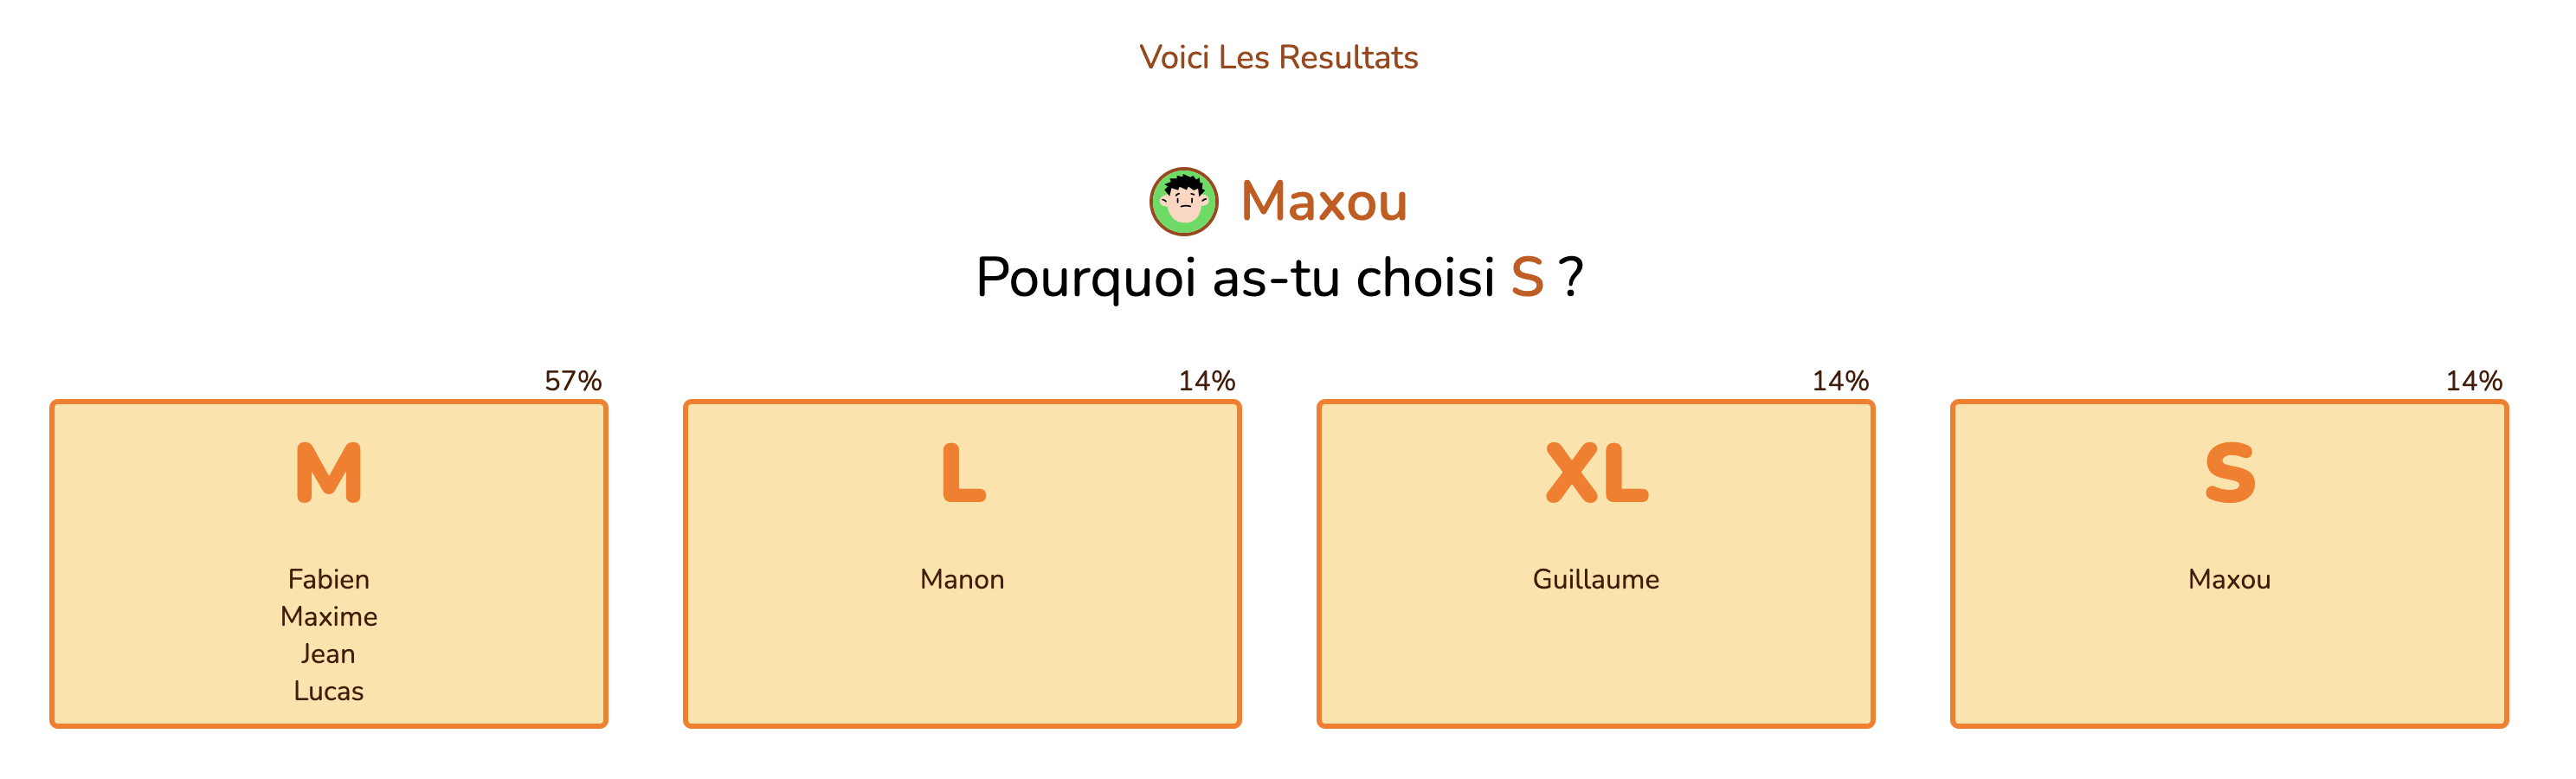 Voici Les Resultats
Maxou
Pourquoi as-tu choisi S ?
57%
14%
14%
14%
M
L
XL
S
Fabien
Manon
Guillaume
Maxou
Maxime
Jean
Lucas